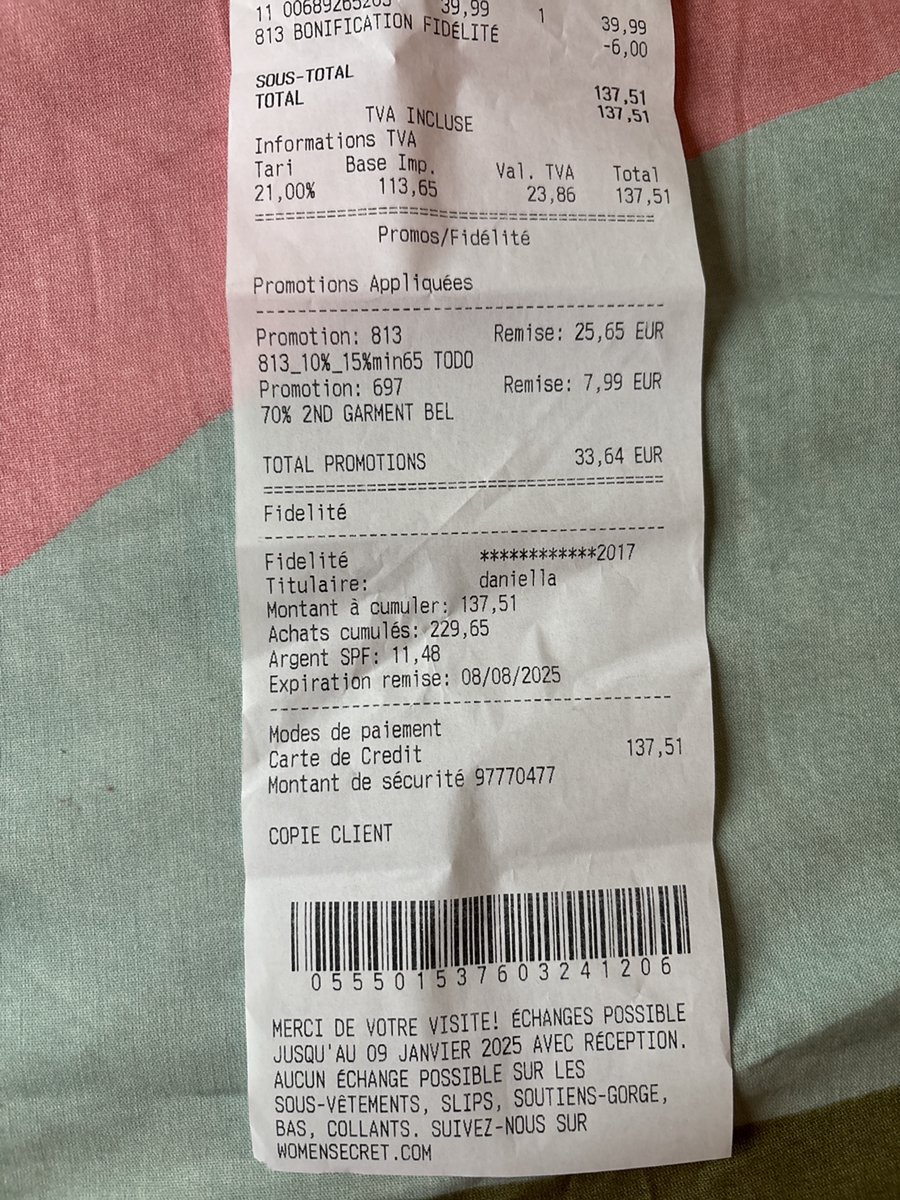 11 00689265203 39,99 1 39,99
813 BONIFICATION FIDÉLITÉ -6,00
SOUS-TOTAL 137,51
TOTAL 137,51
TVA INCLUSE
Informations TVA
Tari Base Imp. Val. TVA Total
21,00% 113,65 23,86 137,51
Promos/Fidélité
Promotions Appliquées
Promotion: 813 Remise: 25,65 EUR
813_10%_15%min65 TODO
Promotion: 697 Remise: 7,99 EUR
70% 2ND GARMENT BEL
TOTAL PROMOTIONS 33,64 EUR
Fidelité
Fidelité ************2017
Titulaire: daniella
Montant à cumuler: 137,51
Achats cumulés: 229,65
Argent SPF: 11,48
Expiration remise: 08/08/2025
Modes de paiement
Carte de Credit 137,51
Montant de sécurité 97770477
COPIE CLIENT
055501537603241206
MERCI DE VOTRE VISITE! ÉCHANGES POSSIBLE
JUSQU'AU 09 JANVIER 2025 AVEC RÉCEPTION.
AUCUN ÉCHANGE POSSIBLE SUR LES
SOUS-VÊTEMENTS, SLIPS, SOUTIENS-GORGE,
BAS, COLLANTS. SUIVEZ-NOUS SUR
WOMENSECRET.COM